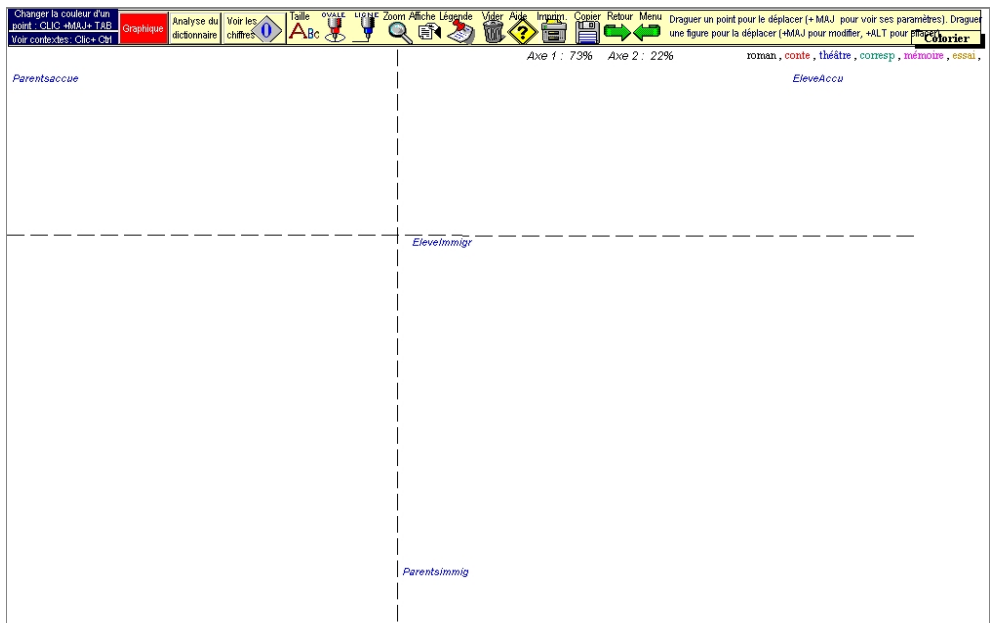 Changer la couleur d'un
point : CLIC +MAJ+ TAB
Voir contextes: Clic+ Ctrl
Graphique
Analyse du
dictionnaire
Voir les
chiffres
0
Taille
ABC
OVALE
LIGNE
Zoom
Affiche
Légende
Vider
Aide
?
Imprim.
Copier
Retour
Menu
Draguer un point pour le déplacer (+ MAJ pour voir ses paramètres). Draguer
une figure pour la déplacer (+MAJ pour modifier, +ALT pour effacer)
Colorier
Axe 1 : 73% Axe 2 : 22%
roman , conte , théâtre , corresp , mémoire , essai ,
Parentsaccue
EleveAccu
EleveImmigr
Parentsimmig